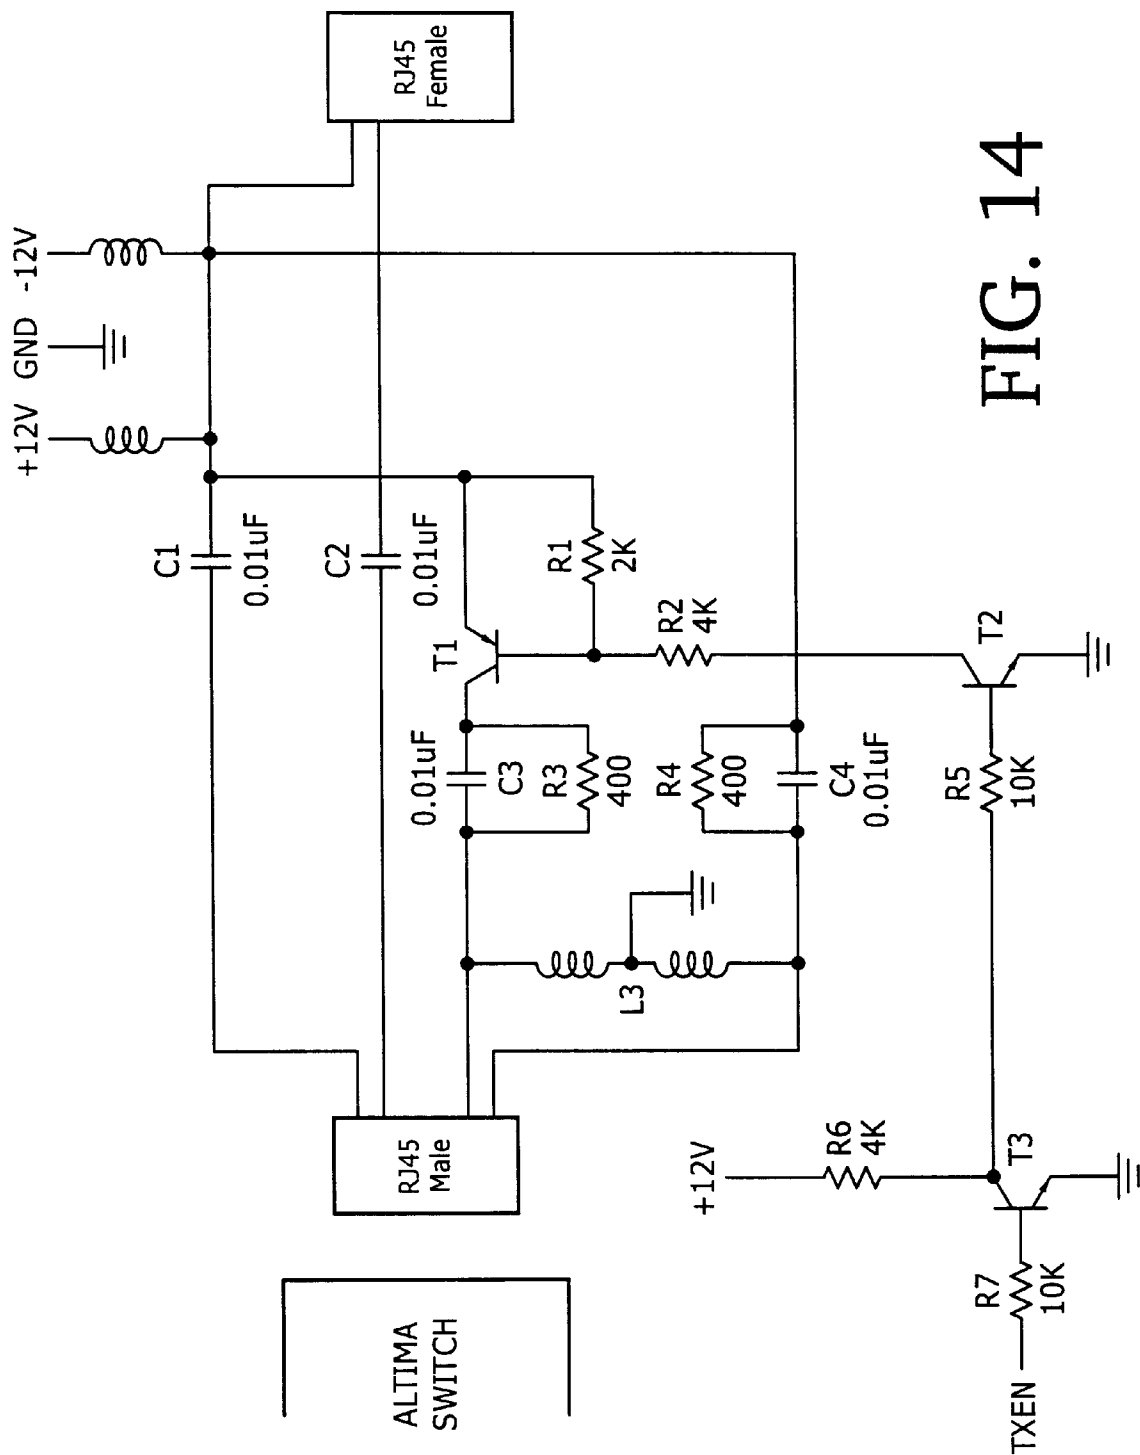 +12V
GND
-12V
RJ45
Female
C1
0.01uF
C2
0.01uF
T1
R1
2K
R2
4K
0.01uF
C3
R3
400
R4
400
C4
0.01uF
L3
RJ45
Male
ALTIMA
SWITCH
T2
R5
10K
+12V
R6
4K
T3
R7
10K
TXEN
FIG. 14